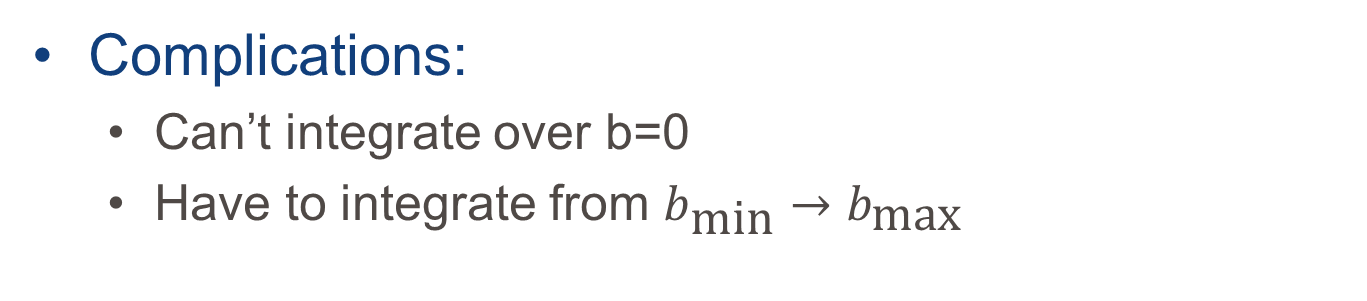 • Complications:
• Can’t integrate over b=0
• Have to integrate from b_min → b_max